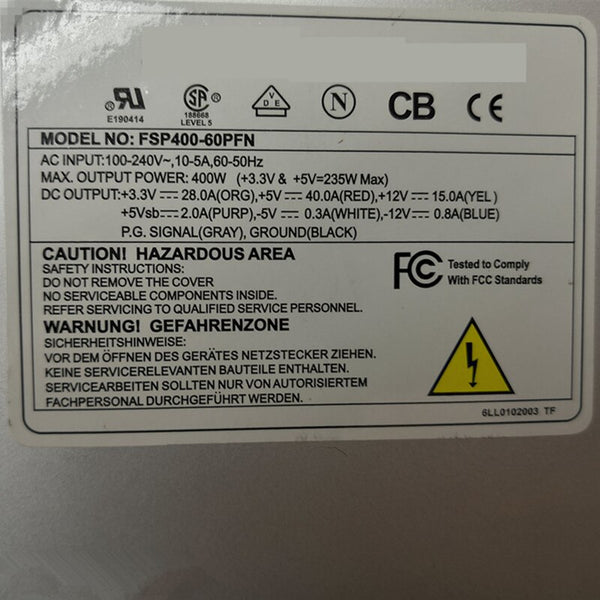 E190414
SA
188668
LEVEL 5
VDE
N
CB
CE
MODEL NO: FSP400-60PFN
AC INPUT:100-240V~,10-5A,60-50Hz
MAX. OUTPUT POWER: 400W (+3.3V & +5V=235W Max)
DC OUTPUT:+3.3V⎓28.0A(ORG),+5V⎓40.0A(RED),+12V⎓15.0A(YEL)
+5Vsb⎓2.0A(PURP),-5V⎓0.3A(WHITE),-12V⎓0.8A(BLUE)
P.G. SIGNAL(GRAY), GROUND(BLACK)
CAUTION! HAZARDOUS AREA
SAFETY INSTRUCTIONS:
DO NOT REMOVE THE COVER
NO SERVICEABLE COMPONENTS INSIDE.
REFER SERVICING TO QUALIFIED SERVICE PERSONNEL.
FC Tested to Comply
With FCC Standards
WARNUNG! GEFAHRENZONE
SICHERHEITSHINWEISE:
VOR DEM ÖFFNEN DES GERÄTES NETZSTECKER ZIEHEN.
KEINE SERVICERELEVANTEN BAUTEILE ENTHALTEN.
SERVICEARBEITEN SOLLTEN NUR VON AUTORISIERTEM
FACHPERSONAL DURCHGEFÜHRT WERDEN.
6LL0102003 TF